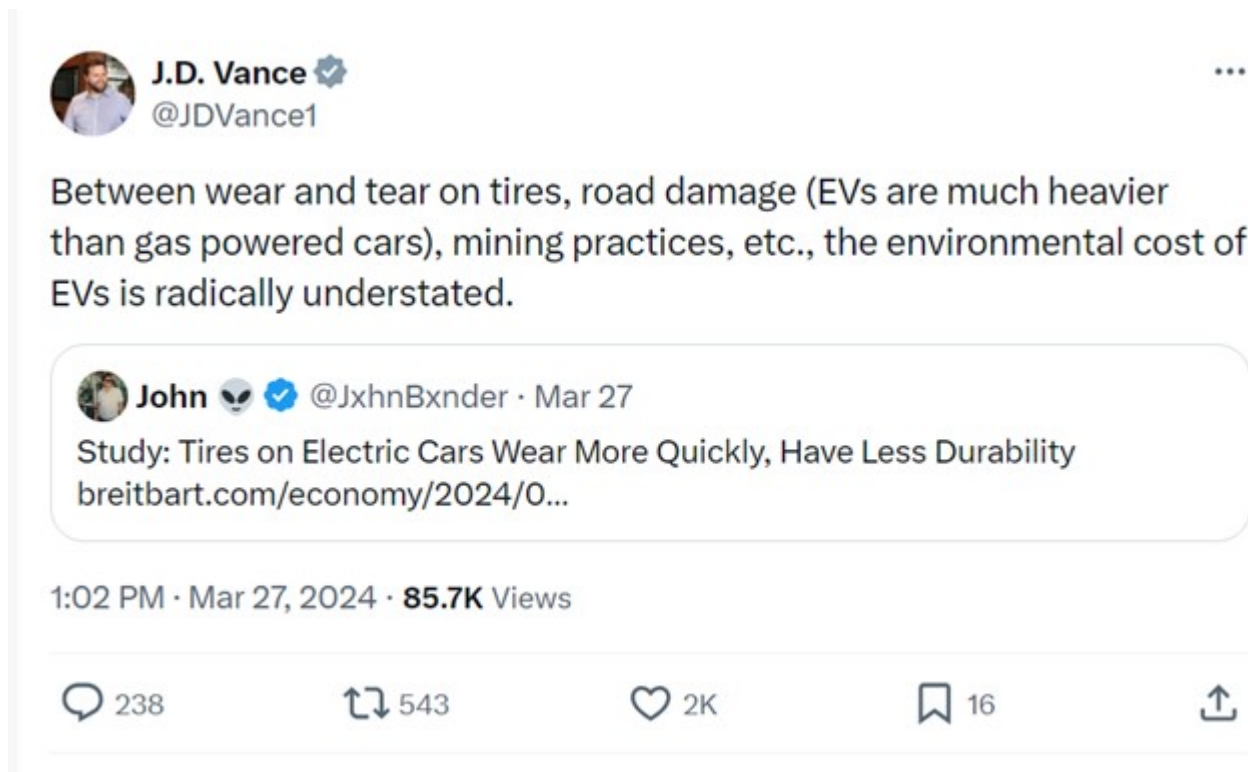 J.D. Vance
@JDVance1
Between wear and tear on tires, road damage (EVs are much heavier
than gas powered cars), mining practices, etc., the environmental cost of
EVs is radically understated.
John 👽 @JxhnBxnder · Mar 27
Study: Tires on Electric Cars Wear More Quickly, Have Less Durability
breitbart.com/economy/2024/0...
1:02 PM · Mar 27, 2024 · 85.7K Views
238 543 2K 16